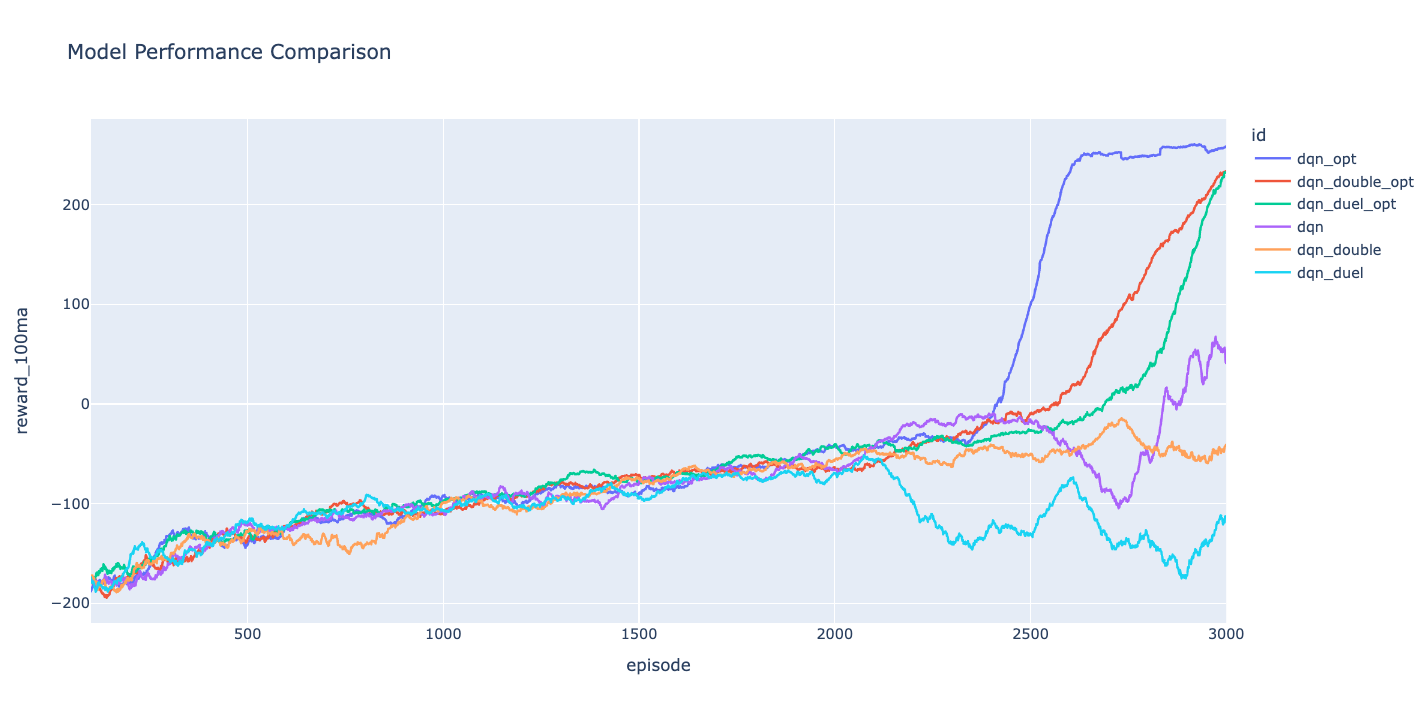 Model Performance Comparison
id
dqn_opt
dqn_double_opt
dqn_duel_opt
dqn
dqn_double
dqn_duel
reward_100ma
200
100
0
−100
−200
500
1000
1500
2000
2500
3000
episode